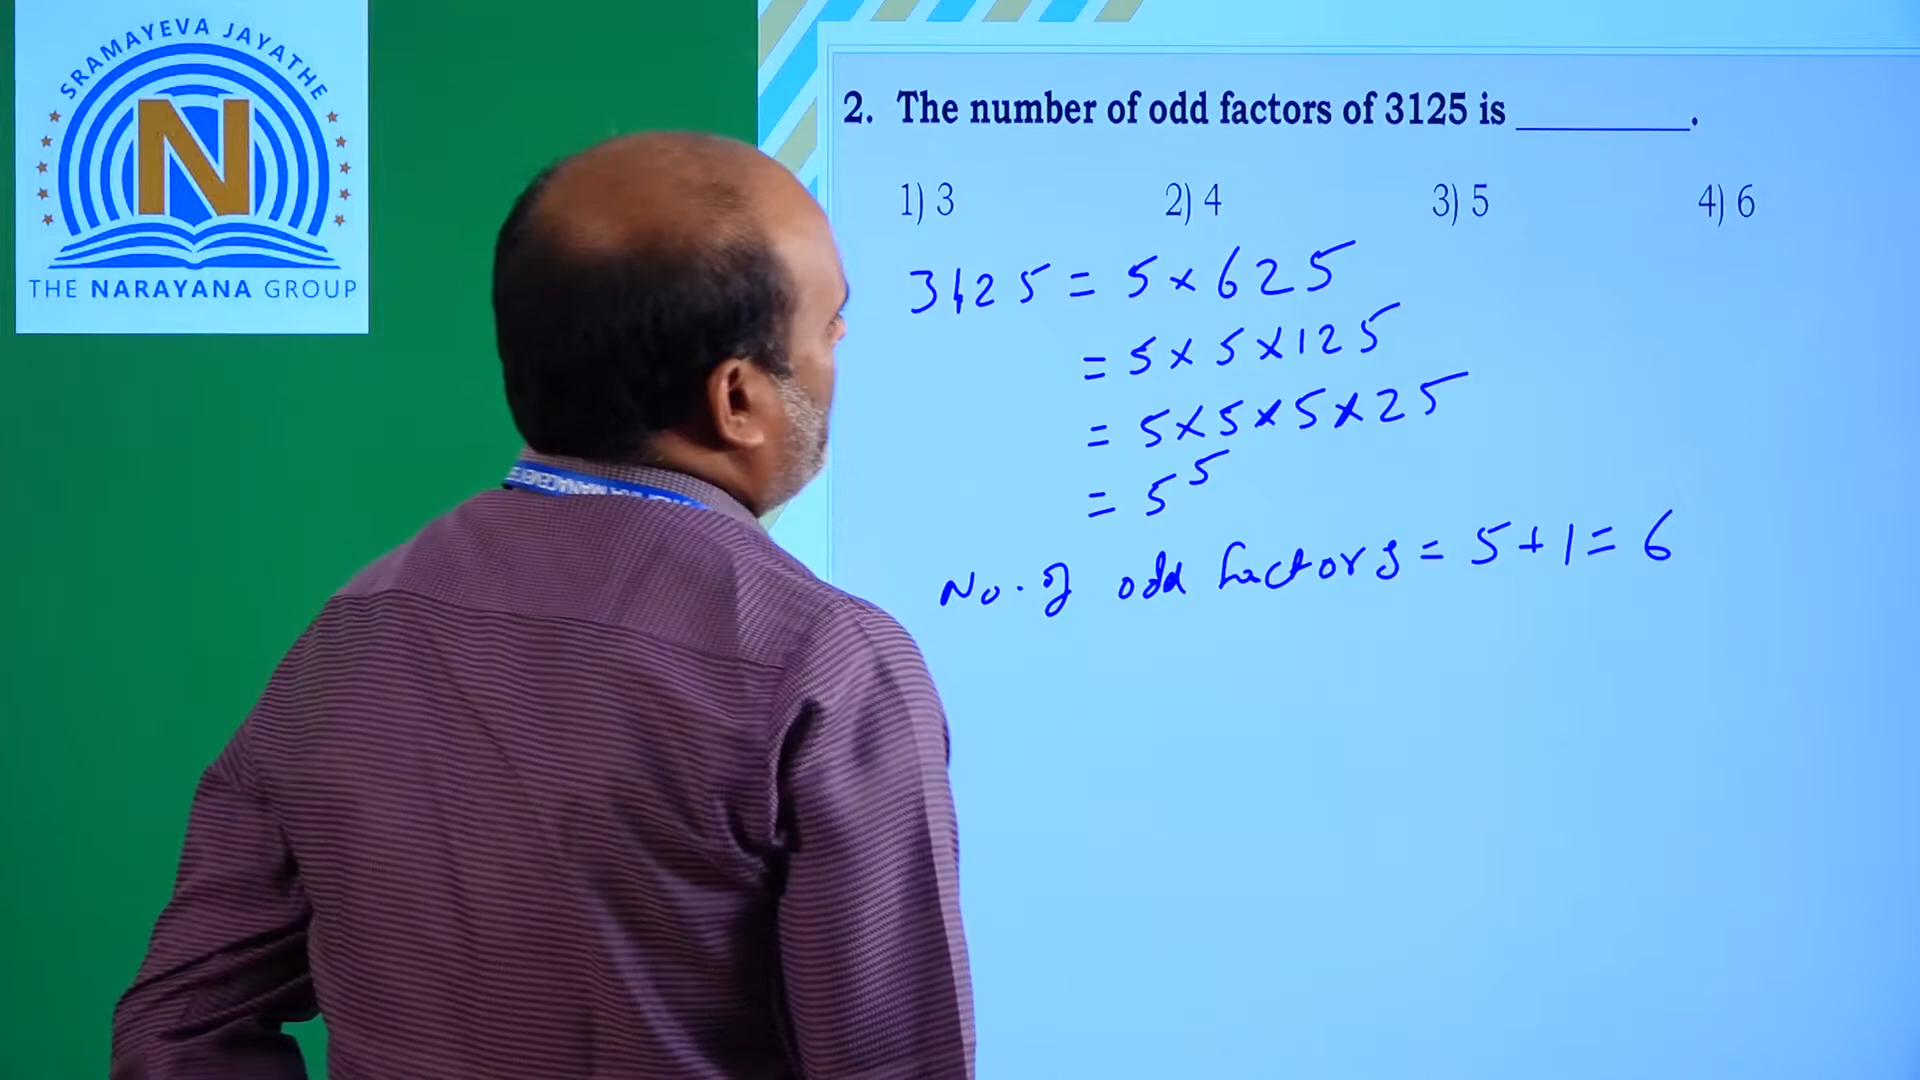 SRAMAYEVA JAYATHE
N
THE NARAYANA GROUP
2. The number of odd factors of 3125 is ________.
1) 3 2) 4 3) 5 4) 6
3125 = 5 × 625
= 5 × 5 × 125
= 5 × 5 × 5 × 25
= 5⁵
No. of odd factors = 5 + 1 = 6